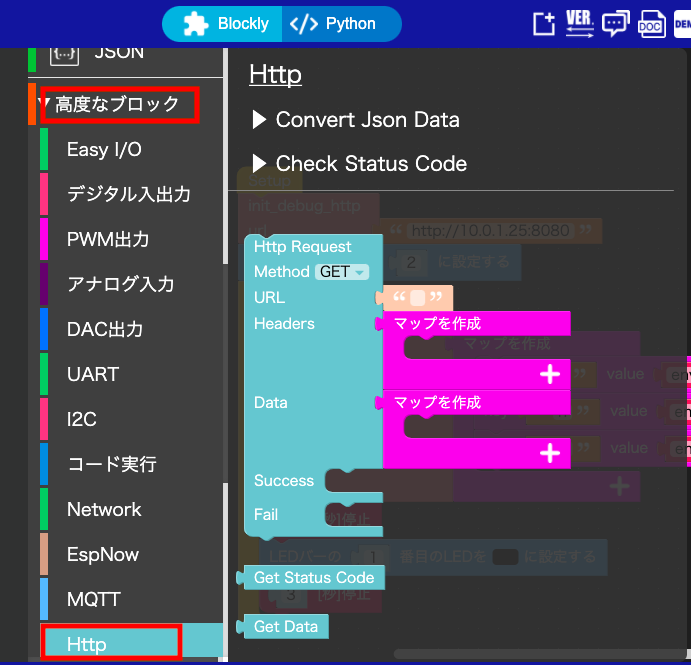 Blockly
Python
VER.
DOC
DEM
{...} JSON
高度なブロック
Easy I/O
デジタル入出力
PWM出力
アナログ入力
DAC出力
UART
I2C
コード実行
Network
EspNow
MQTT
Http
Http
Convert Json Data
Check Status Code
Setup
init_debug_http
url
“ http://10.0.1.25:8080 ”
2 に設定する
Http Request
Method GET
URL “ ”
Headers マップを作成
マップを作成
value env
Data マップを作成
value env
value en
Success
Fail
[秒]停止
LEDバーの 1 番目のLEDを に設定する
Get Status Code
3 [秒]停止
Get Data